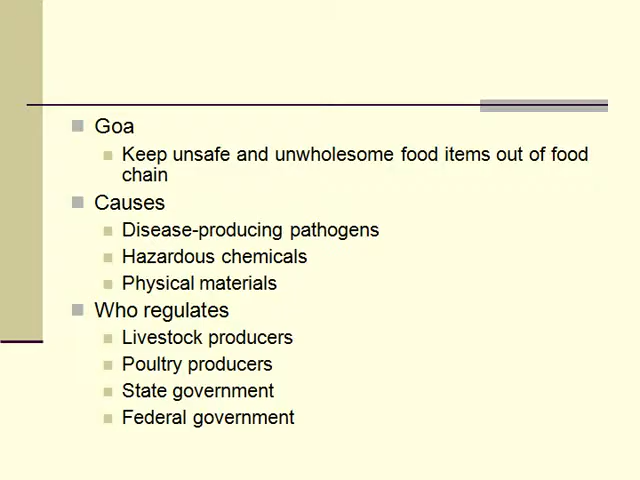 Goa
Keep unsafe and unwholesome food items out of food
chain
Causes
Disease-producing pathogens
Hazardous chemicals
Physical materials
Who regulates
Livestock producers
Poultry producers
State government
Federal government